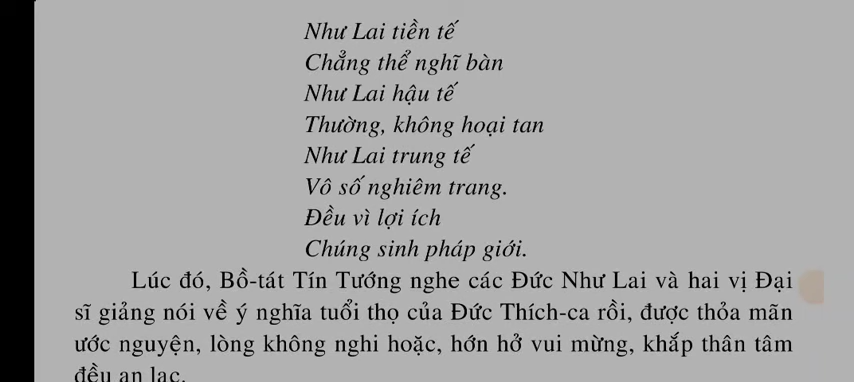 Như Lai tiền tế
Chẳng thể nghĩ bàn
Như Lai hậu tế
Thường, không hoại tan
Như Lai trung tế
Vô số nghiêm trang.
Đều vì lợi ích
Chúng sinh pháp giới.
Lúc đó, Bồ-tát Tín Tướng nghe các Đức Như Lai và hai vị Đại
sĩ giảng nói về ý nghĩa tuổi thọ của Đức Thích-ca rồi, được thỏa mãn
ước nguyện, lòng không nghi hoặc, hớn hở vui mừng, khắp thân tâm
đều an lạc.